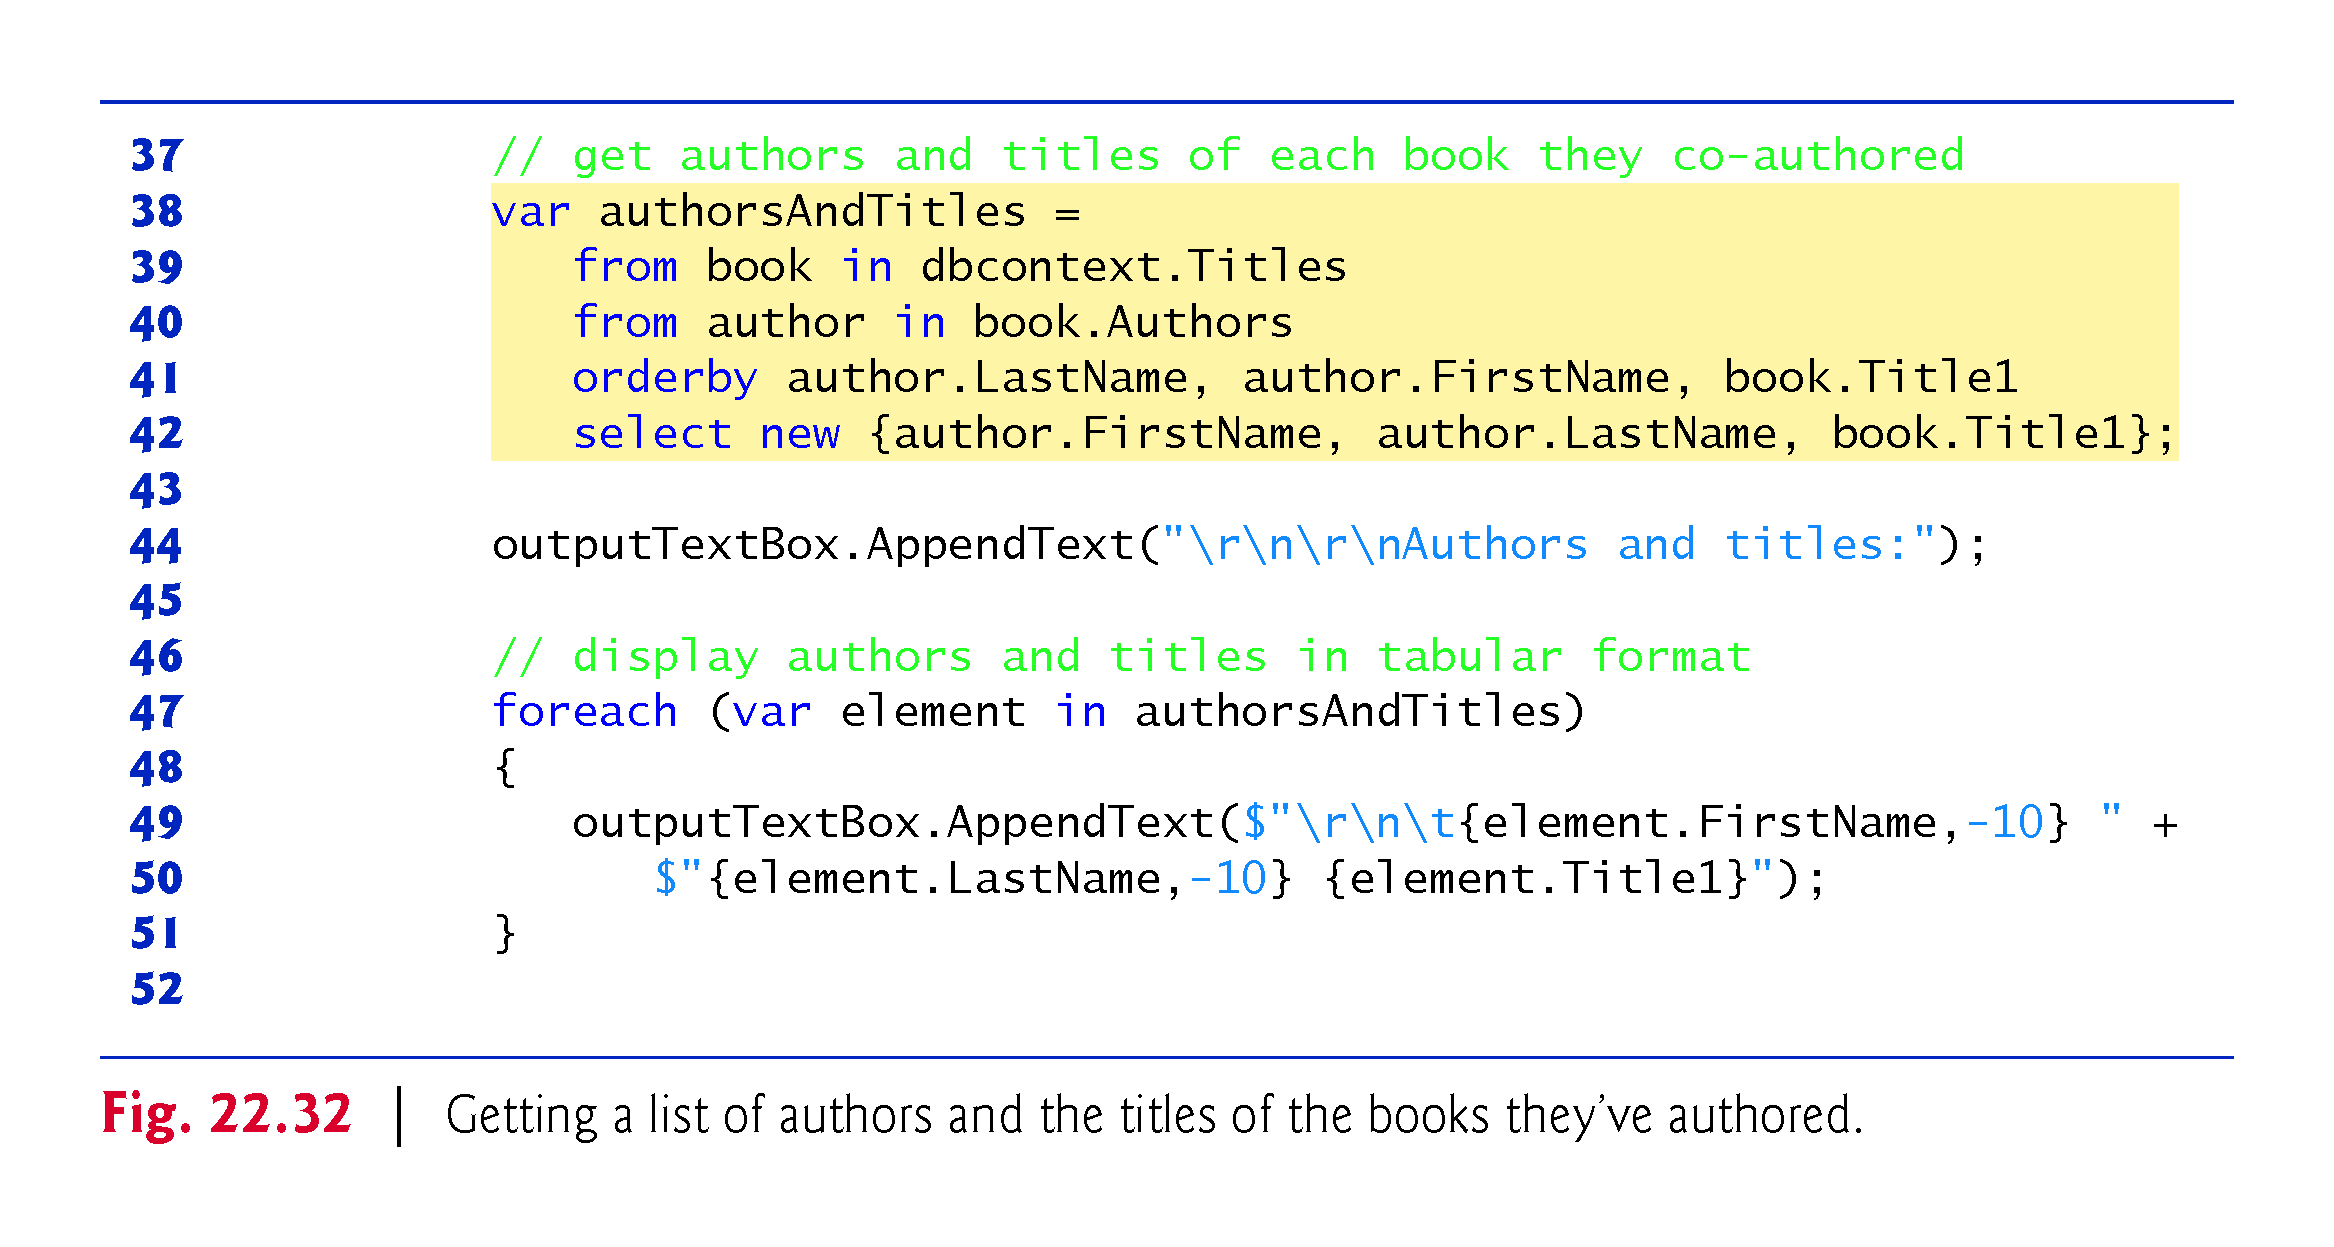 37 // get authors and titles of each book they co-authored
38 var authorsAndTitles =
39 from book in dbcontext.Titles
40 from author in book.Authors
41 orderby author.LastName, author.FirstName, book.Title1
42 select new {author.FirstName, author.LastName, book.Title1};
43
44 outputTextBox.AppendText("\r\n\r\nAuthors and titles:");
45
46 // display authors and titles in tabular format
47 foreach (var element in authorsAndTitles)
48 {
49 outputTextBox.AppendText($"\r\n\t{element.FirstName,-10} " +
50 $"{element.LastName,-10} {element.Title1}");
51 }
52
Fig. 22.32 | Getting a list of authors and the titles of the books they’ve authored.